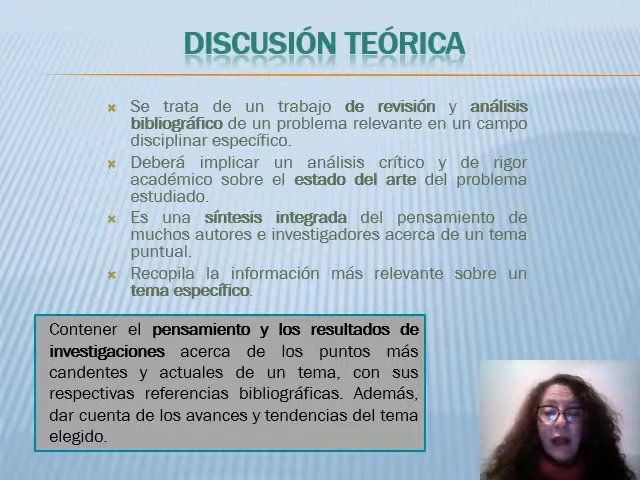 DISCUSIÓN TEÓRICA
Se trata de un trabajo de revisión y análisis
bibliográfico de un problema relevante en un campo
disciplinar específico.
Deberá implicar un análisis crítico y de rigor
académico sobre el estado del arte del problema
estudiado.
Es una síntesis integrada del pensamiento de
muchos autores e investigadores acerca de un tema
puntual.
Recopila la información más relevante sobre un
tema específico.
Contener el pensamiento y los resultados de
investigaciones acerca de los puntos más
candentes y actuales de un tema, con sus
respectivas referencias bibliográficas. Además,
dar cuenta de los avances y tendencias del tema
elegido.